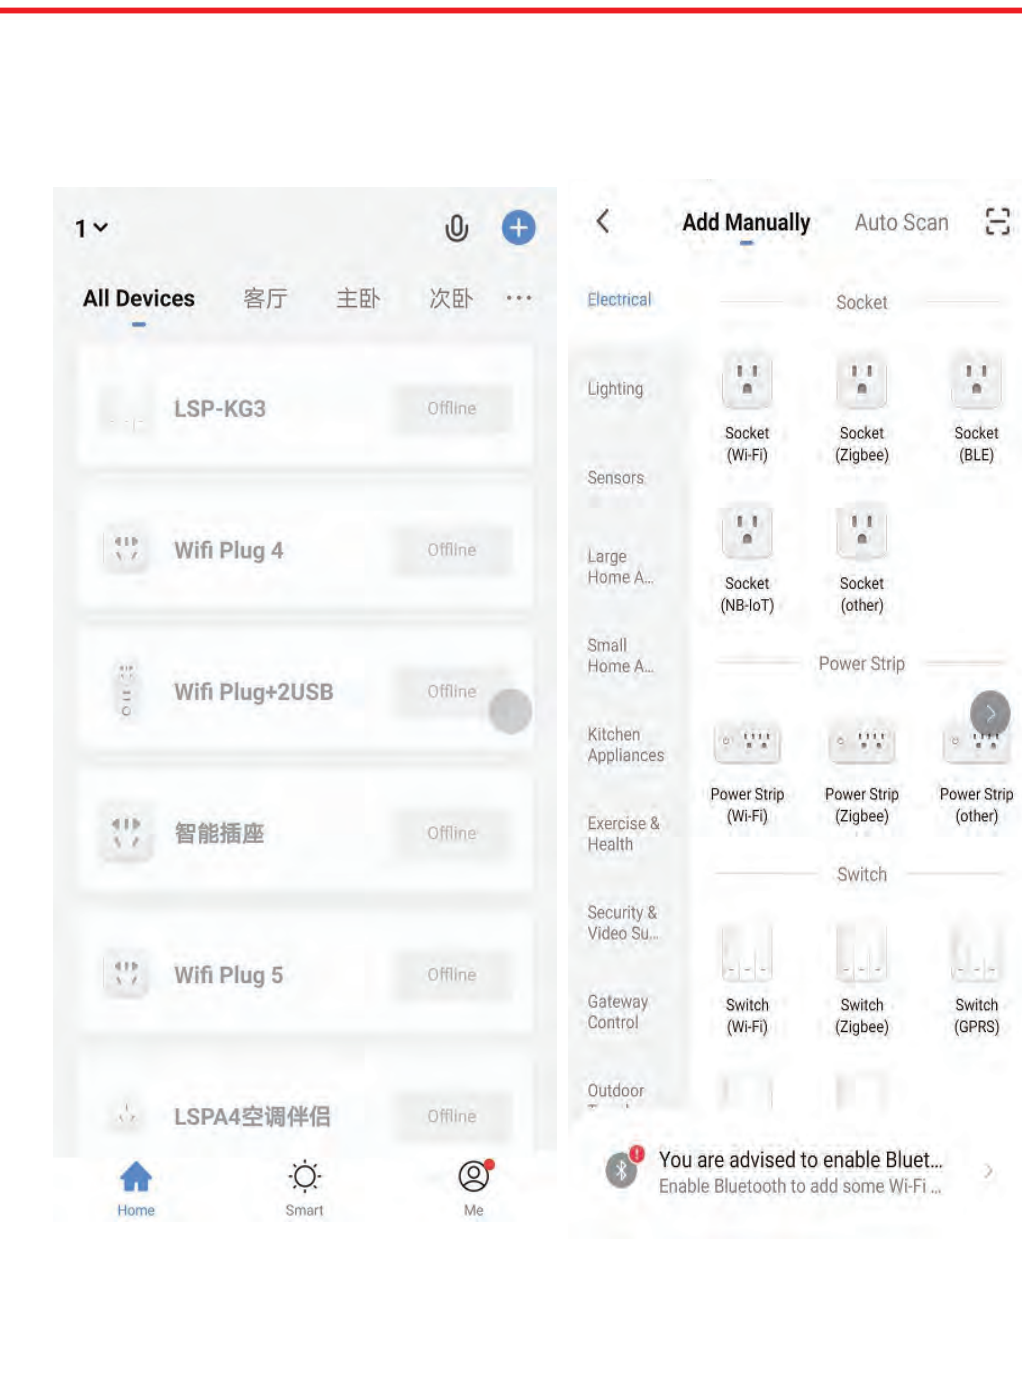 1
All Devices 客厅 主卧 次卧 ...
LSP-KG3 Offline
Wifi Plug 4 Offline
Wifi Plug+2USB Offline
智能插座 Offline
Wifi Plug 5 Offline
LSPA4空调伴侣 Offline
Home Smart Me
Add Manually Auto Scan
Electrical
Lighting
Sensors
Large
Home A...
Small
Home A...
Kitchen
Appliances
Exercise &
Health
Security &
Video Su...
Gateway
Control
Outdoor
Socket
Socket Socket Socket
(Wi-Fi) (Zigbee) (BLE)
Socket Socket
(NB-IoT) (other)
Power Strip
Power Strip Power Strip Power Strip
(Wi-Fi) (Zigbee) (other)
Switch
Switch Switch Switch
(Wi-Fi) (Zigbee) (GPRS)
You are advised to enable Bluet...
Enable Bluetooth to add some Wi-Fi ...